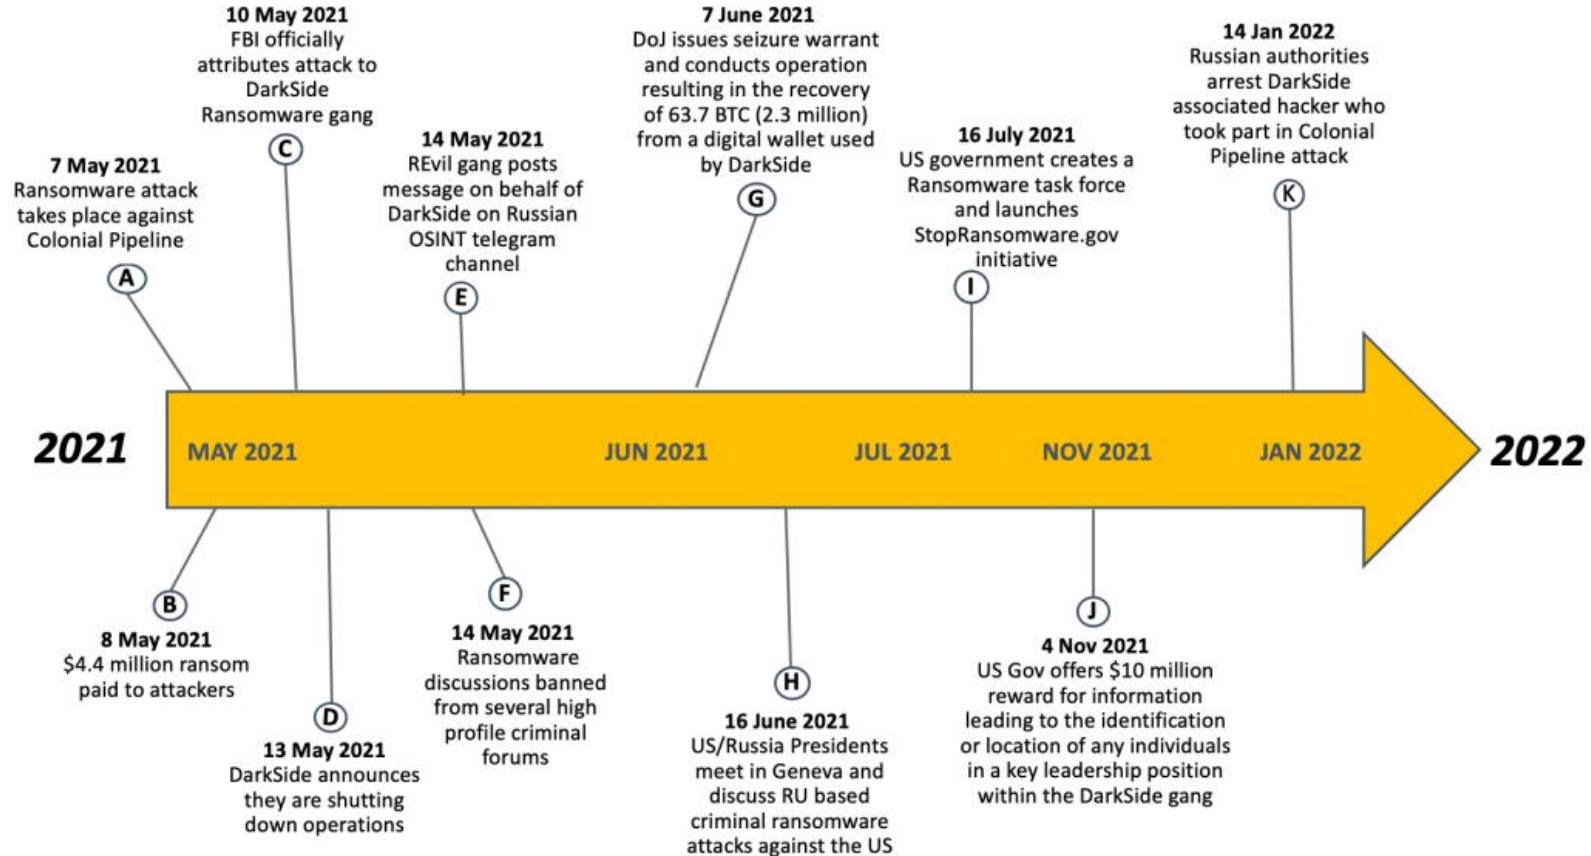 7 May 2021
Ransomware attack
takes place against
Colonial Pipeline
A
10 May 2021
FBI officially
attributes attack to
DarkSide
Ransomware gang
C
14 May 2021
REvil gang posts
message on behalf of
DarkSide on Russian
OSINT telegram
channel
E
7 June 2021
DoJ issues seizure warrant
and conducts operation
resulting in the recovery
of 63.7 BTC (2.3 million)
from a digital wallet used
by DarkSide
G
16 July 2021
US government creates a
Ransomware task force
and launches
StopRansomware.gov
initiative
I
14 Jan 2022
Russian authorities
arrest DarkSide
associated hacker who
took part in Colonial
Pipeline attack
K
2021
MAY 2021
JUN 2021
JUL 2021
NOV 2021
JAN 2022
2022
B
8 May 2021
$4.4 million ransom
paid to attackers
D
13 May 2021
DarkSide announces
they are shutting
down operations
F
14 May 2021
Ransomware
discussions banned
from several high
profile criminal
forums
H
16 June 2021
US/Russia Presidents
meet in Geneva and
discuss RU based
criminal ransomware
attacks against the US
J
4 Nov 2021
US Gov offers $10 million
reward for information
leading to the identification
or location of any individuals
in a key leadership position
within the DarkSide gang